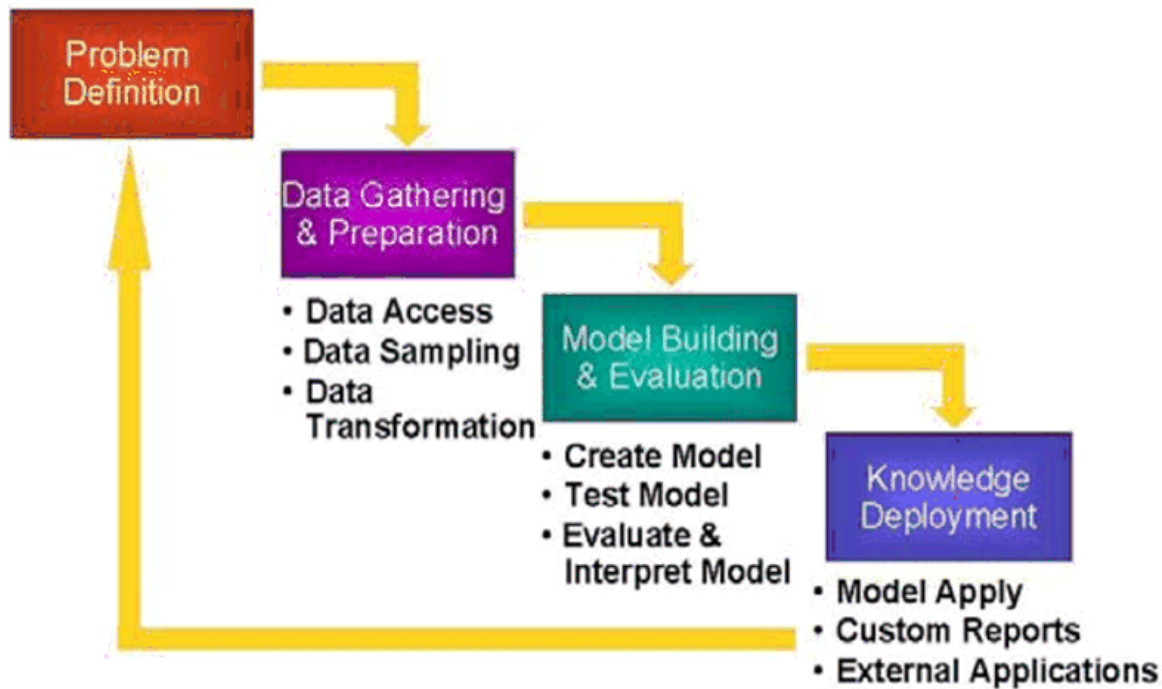 Problem
Definition
Data Gathering
& Preparation
• Data Access
• Data Sampling
• Data
Transformation
Model Building
& Evaluation
• Create Model
• Test Model
• Evaluate &
Interpret Model
Knowledge
Deployment
• Model Apply
• Custom Reports
• External Applications